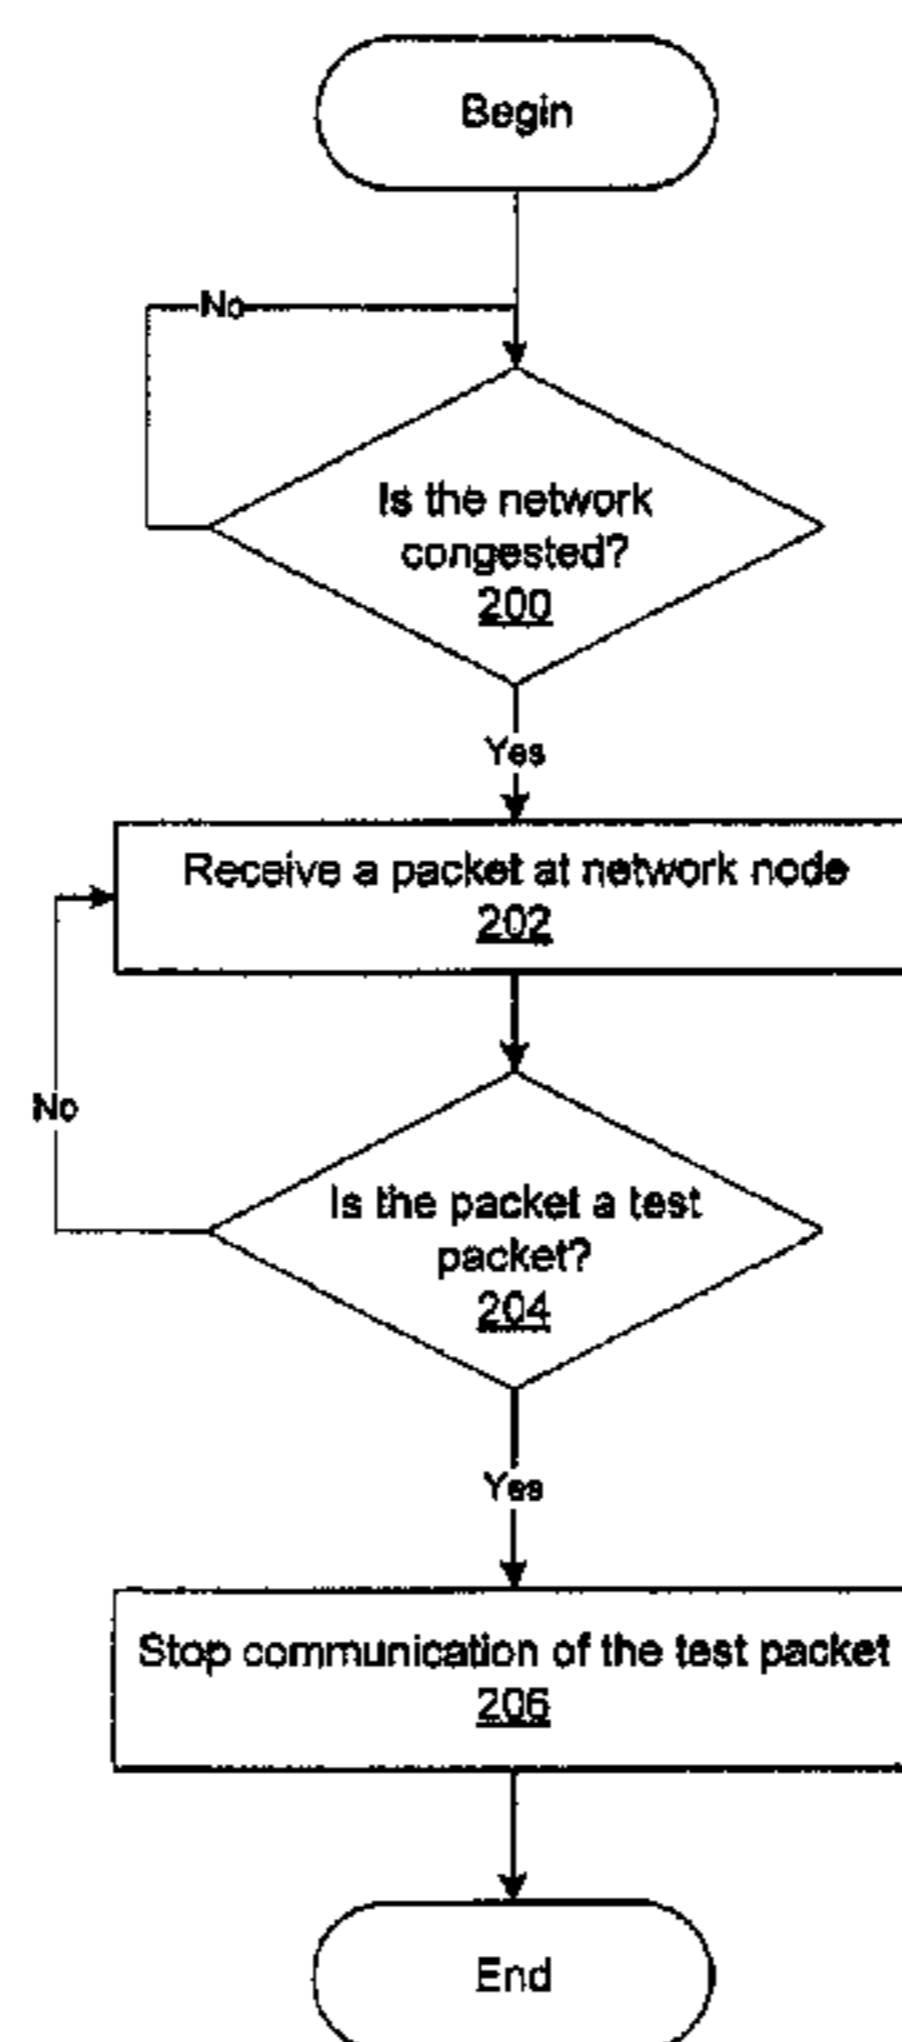 Begin
No
Is the network
congested?
200
Yes
Receive a packet at network node
202
No
Is the packet a test
packet?
204
Yes
Stop communication of the test packet
206
End